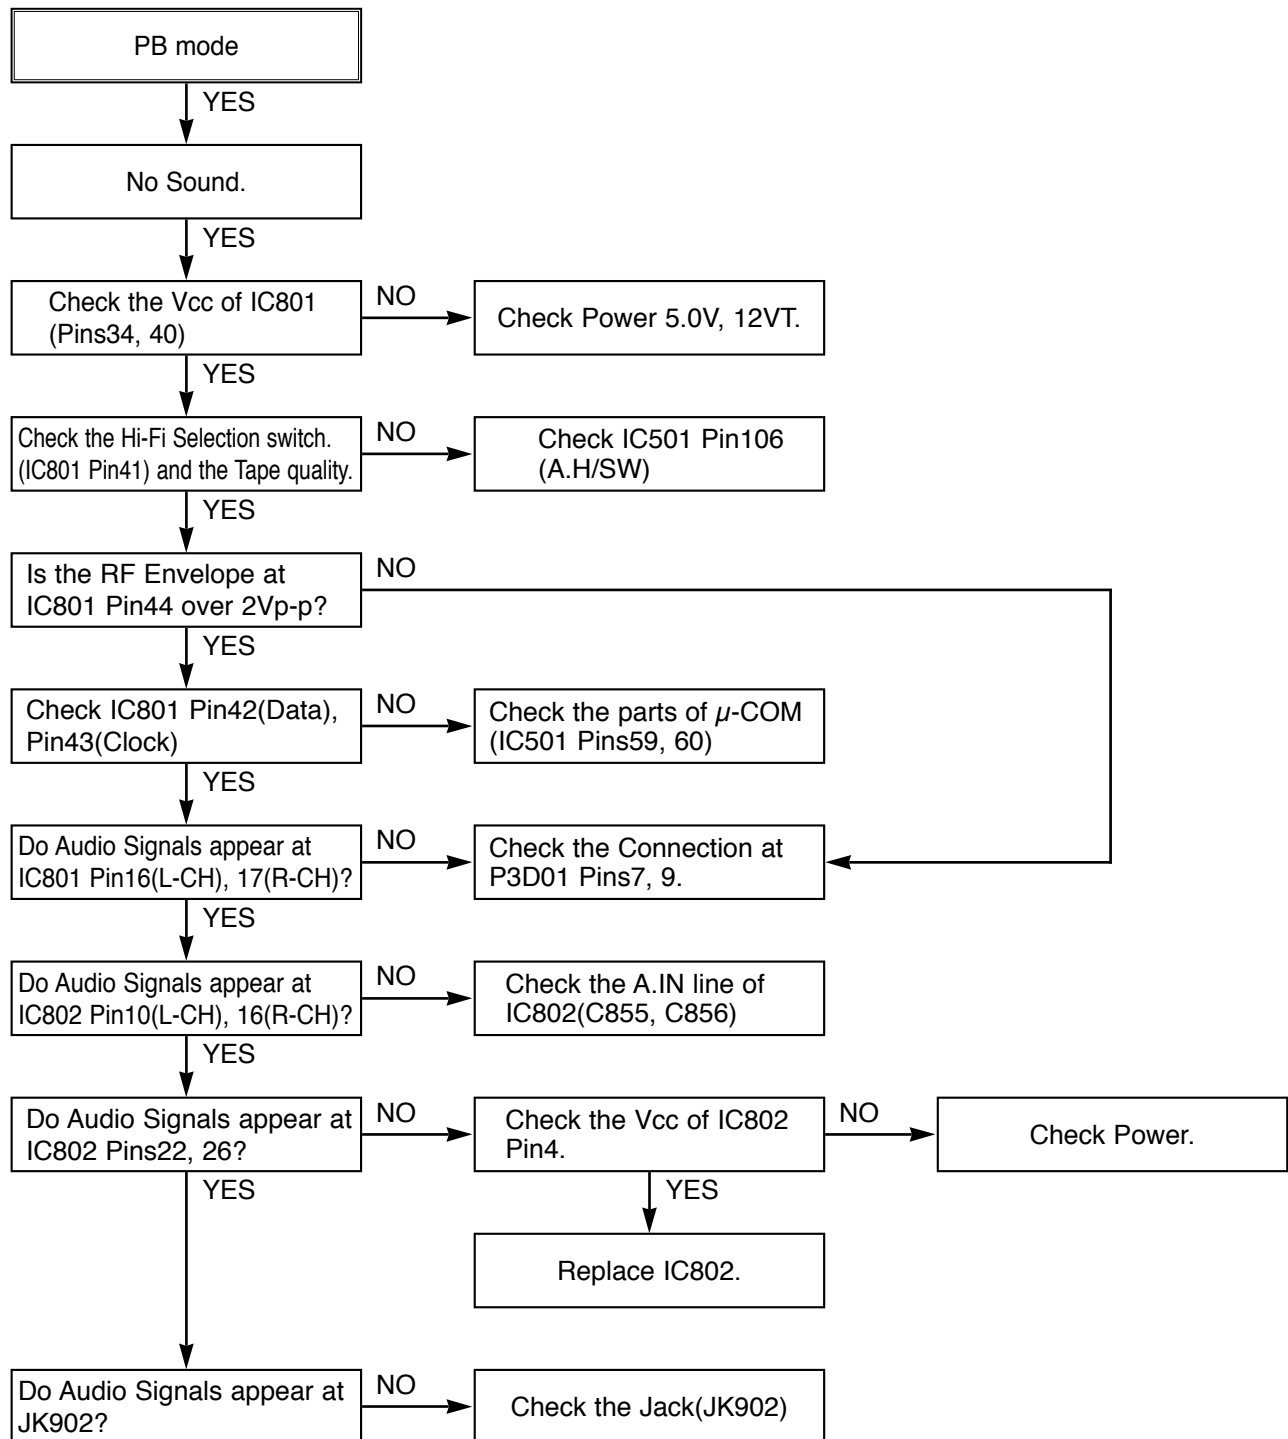 PB mode
YES
No Sound.
YES
Check the Vcc of IC801
(Pins34, 40)
NO
Check Power 5.0V, 12VT.
YES
Check the Hi-Fi Selection switch.
(IC801 Pin41) and the Tape quality.
NO
Check IC501 Pin106
(A.H/SW)
YES
Is the RF Envelope at
IC801 Pin44 over 2Vp-p?
NO
YES
Check IC801 Pin42(Data),
Pin43(Clock)
NO
Check the parts of μ-COM
(IC501 Pins59, 60)
YES
Do Audio Signals appear at
IC801 Pin16(L-CH), 17(R-CH)?
NO
Check the Connection at
P3D01 Pins7, 9.
YES
Do Audio Signals appear at
IC802 Pin10(L-CH), 16(R-CH)?
NO
Check the A.IN line of
IC802(C855, C856)
YES
Do Audio Signals appear at
IC802 Pins22, 26?
NO
Check the Vcc of IC802
Pin4.
NO
Check Power.
YES
YES
Replace IC802.
Do Audio Signals appear at
JK902?
NO
Check the Jack(JK902)